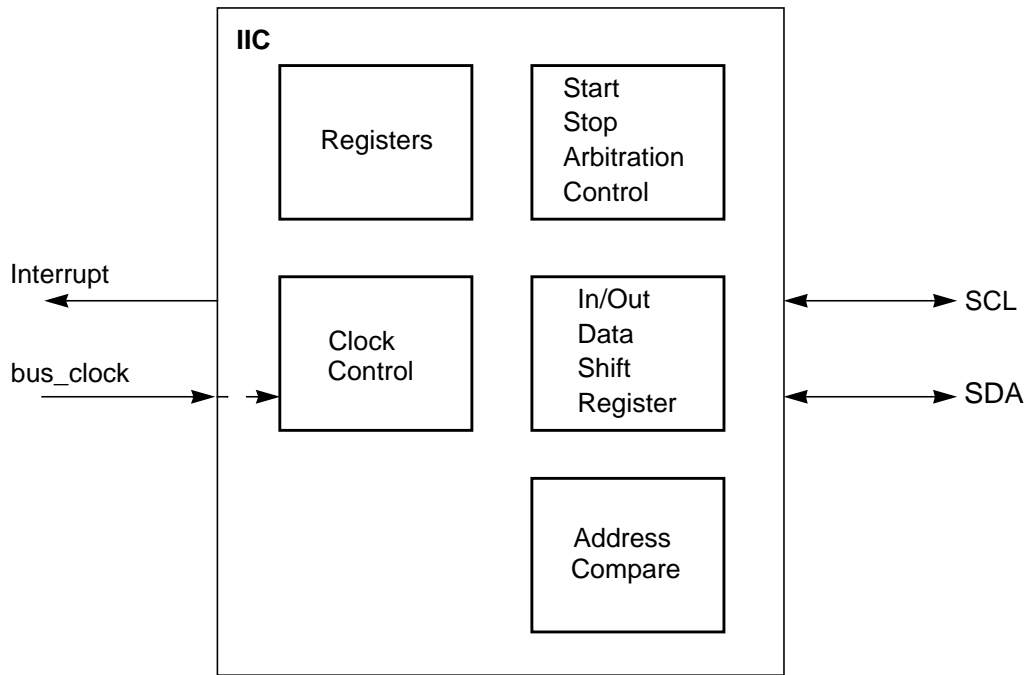 IIC
Registers
Start
Stop
Arbitration
Control
Interrupt
bus_clock
Clock
Control
In/Out
Data
Shift
Register
SCL
SDA
Address
Compare